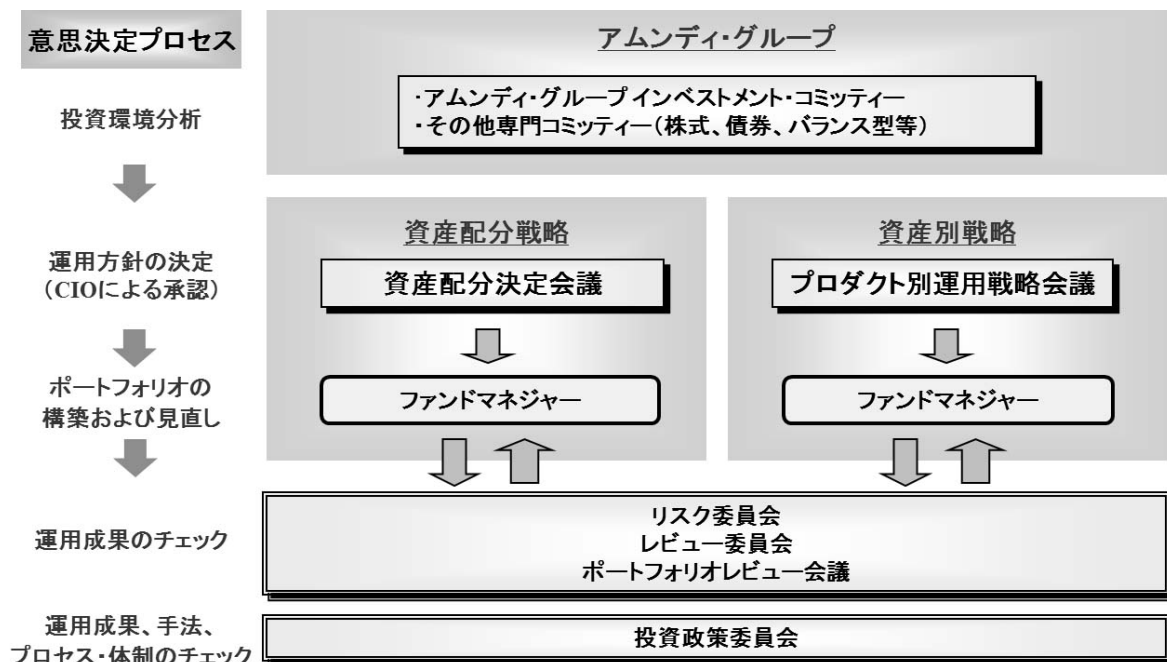 意思決定プロセス
アムンディ・グループ
投資環境分析
・アムンディ・グループ インベストメント・コミッティー
・その他専門コミッティー（株式、債券、バランス型等）
資産配分戦略
資産別戦略
運用方針の決定
（CIOによる承認）
資産配分決定会議
プロダクト別運用戦略会議
ポートフォリオの
構築および見直し
ファンドマネジャー
ファンドマネジャー
運用成果のチェック
リスク委員会
レビュー委員会
ポートフォリオレビュー会議
運用成果、手法、
プロセス・体制のチェック
投資政策委員会